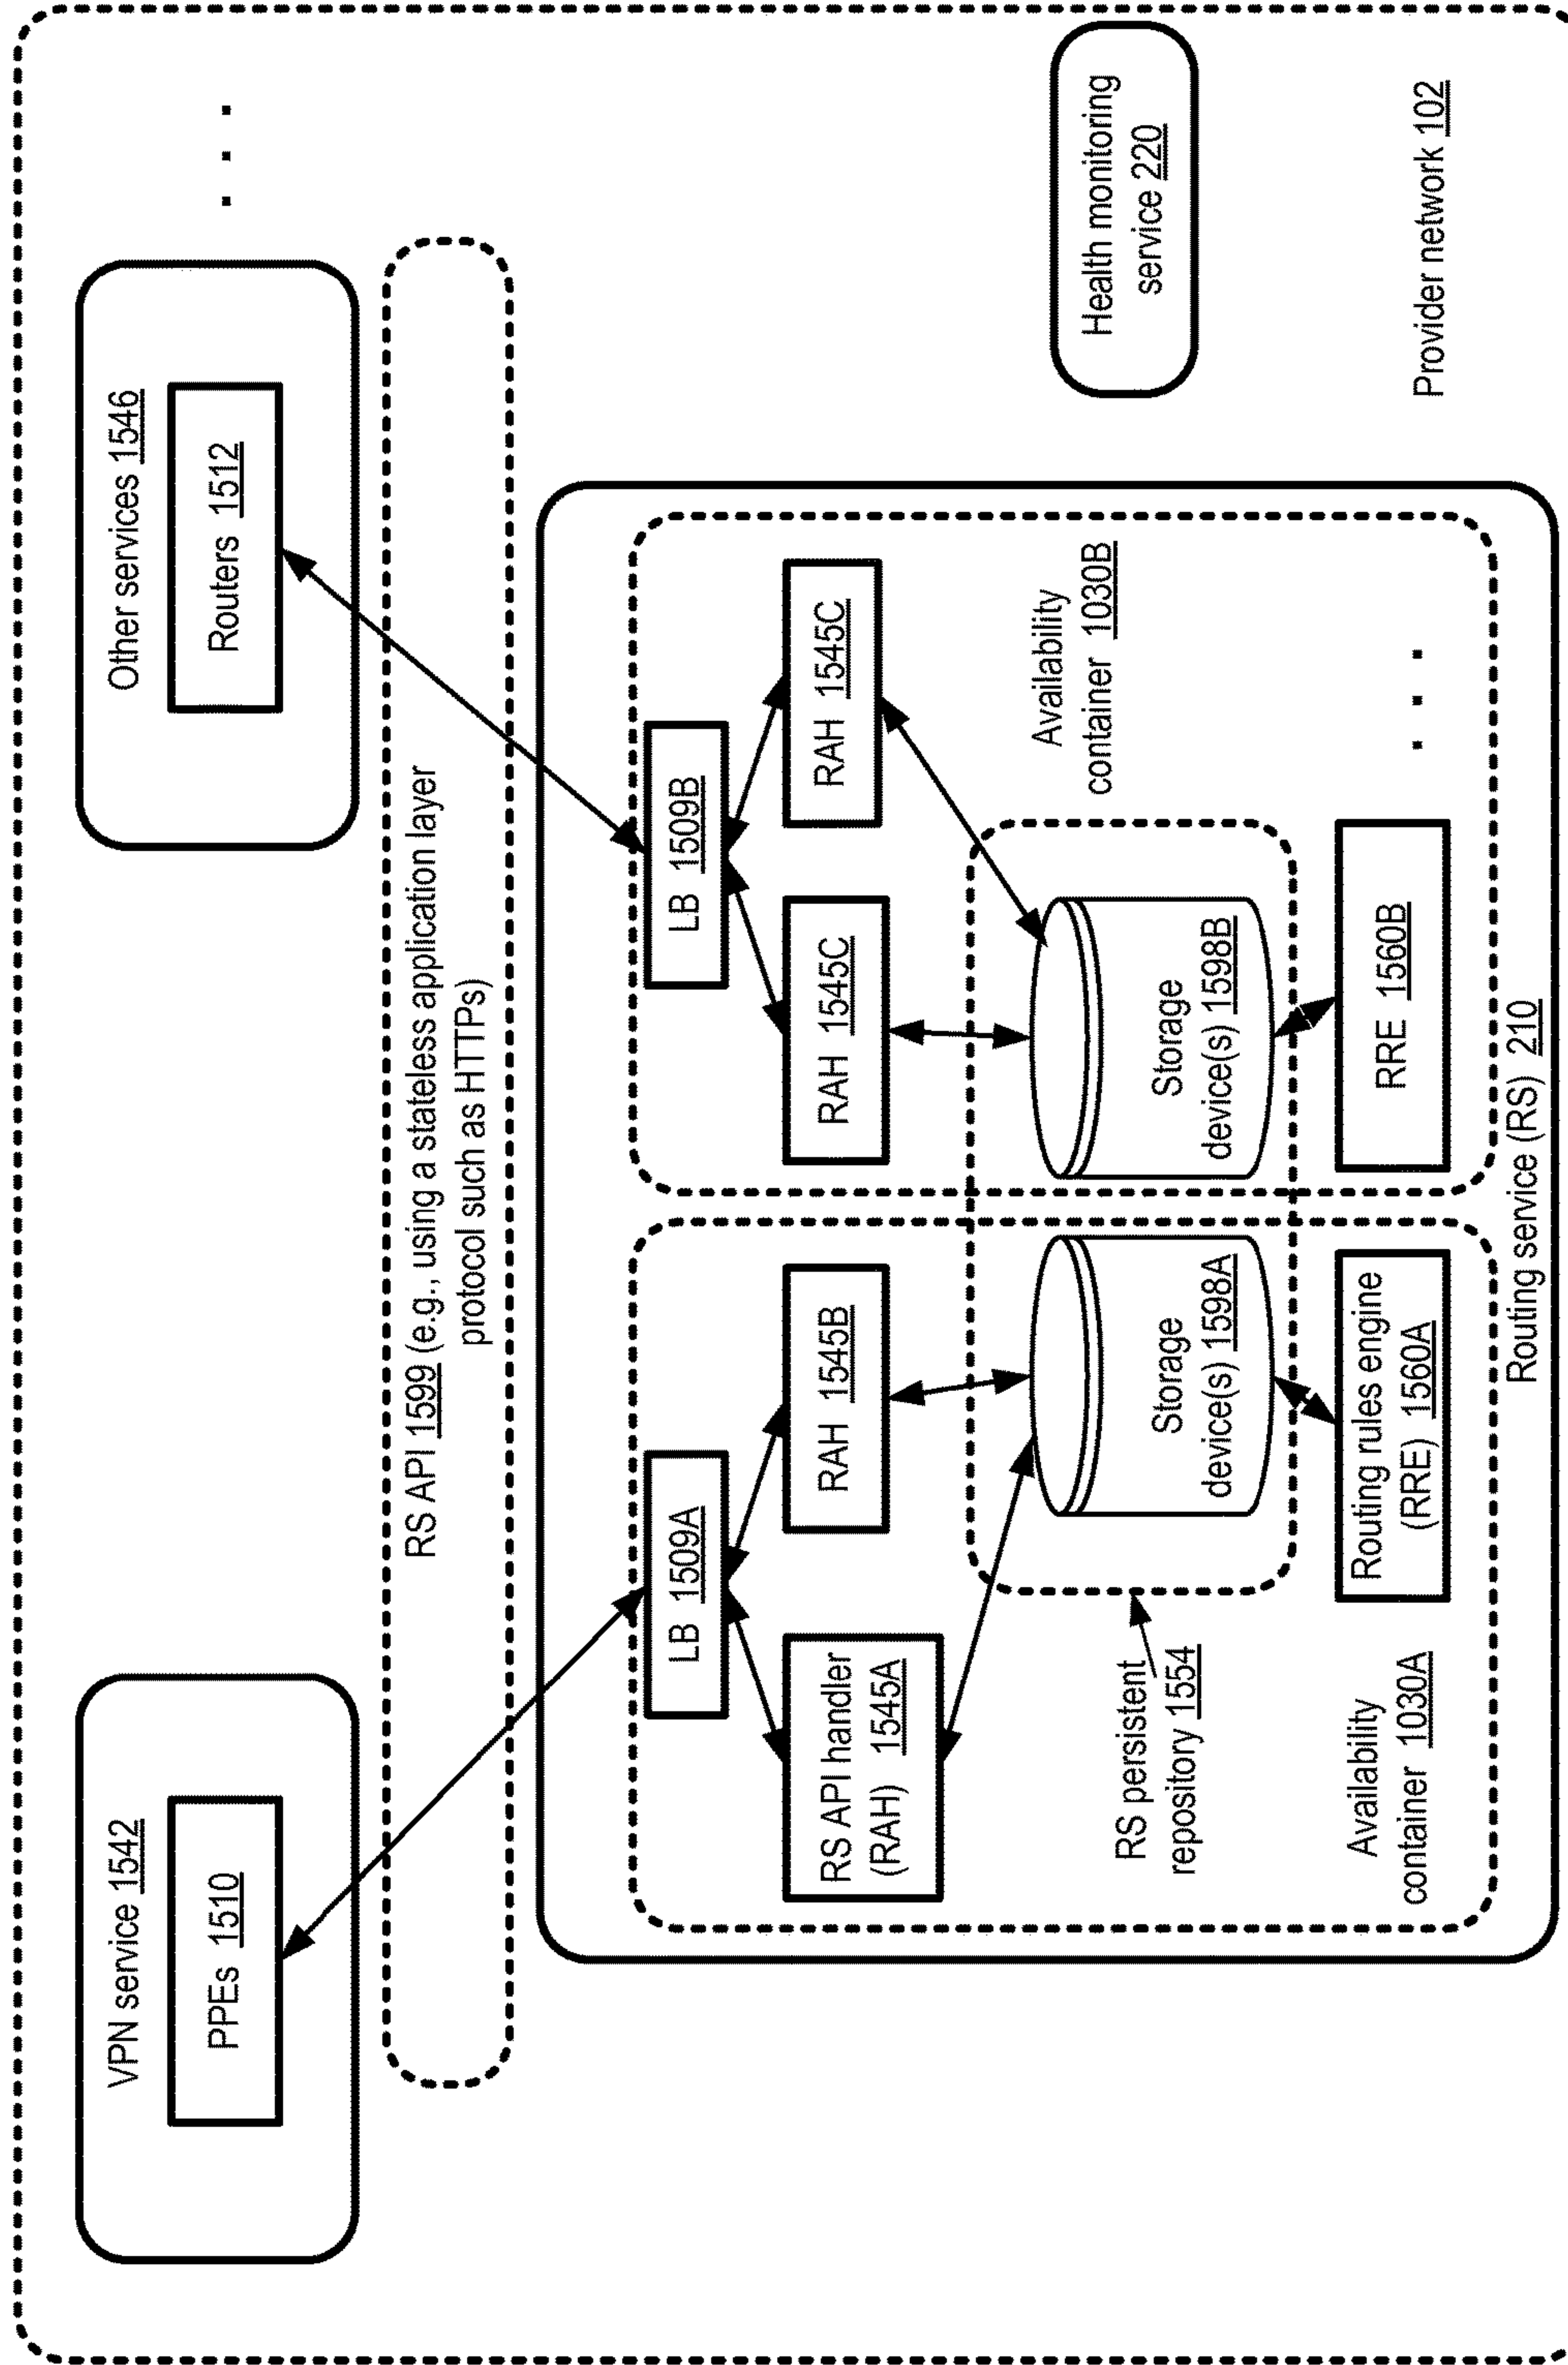 VPN service 1542
PPEs 1510
Other services 1546
Routers 1512
. . .
RS API 1599 (e.g., using a stateless application layer
protocol such as HTTPs)
LB 1509A
LB 1509B
RS API handler
(RAH) 1545A
RAH 1545B
RAH 1545C
RAH 1545C
RS persistent
repository 1554
Storage
device(s) 1598A
Storage
device(s) 1598B
Availability
container 1030B
Health monitoring
service 220
Availability
container 1030A
Routing rules engine
(RRE) 1560A
RRE 1560B
. . .
Routing service (RS) 210
Provider network 102